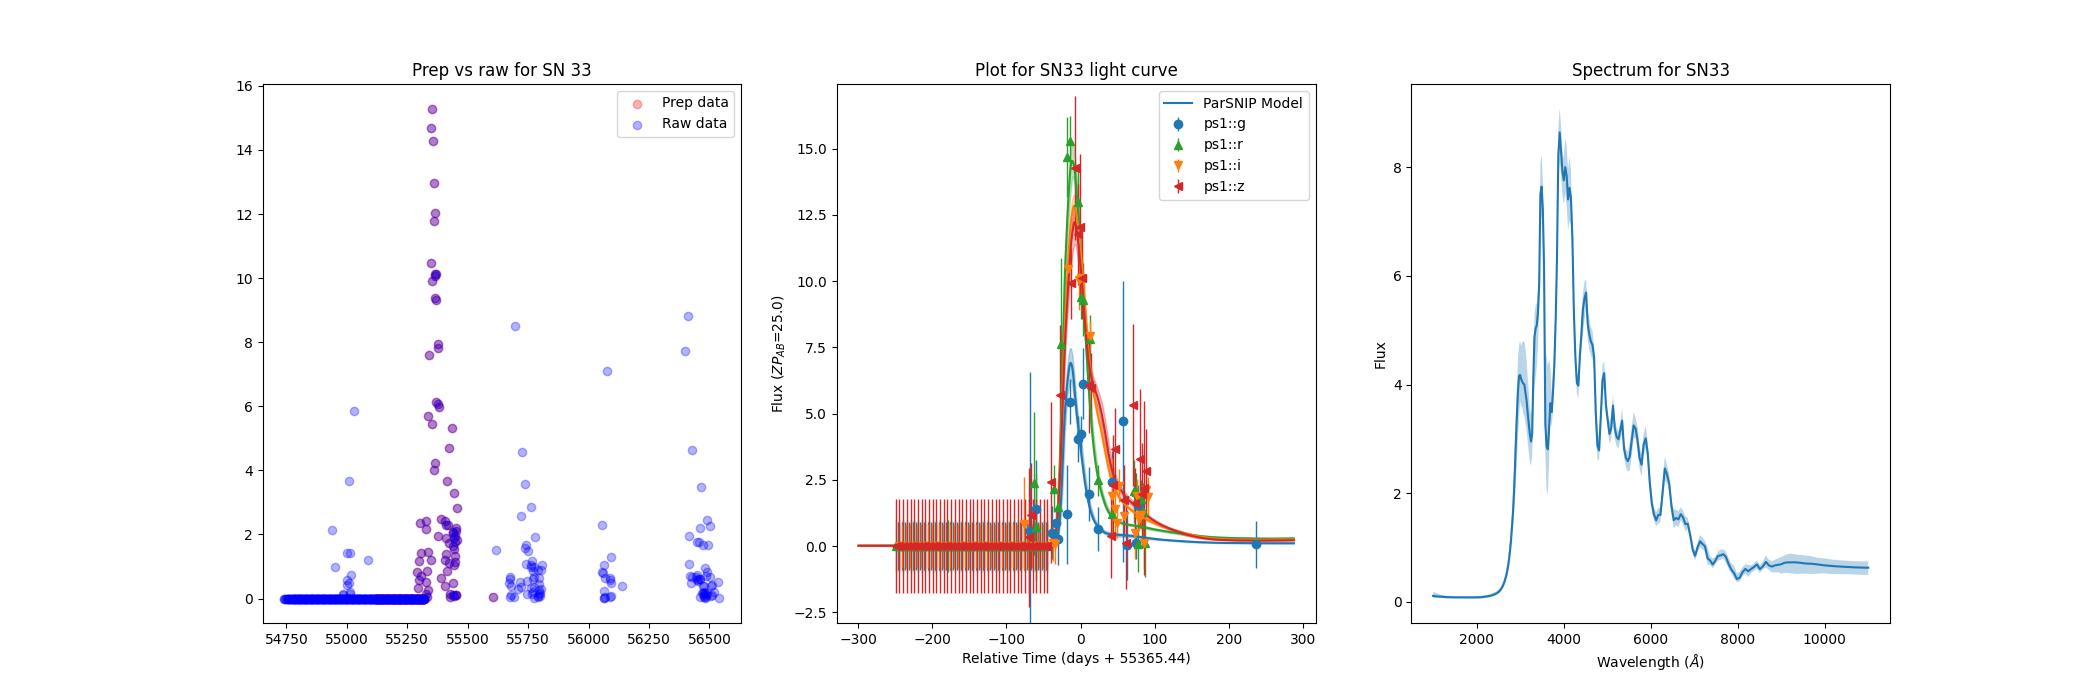 Prep vs raw for SN 33
Prep data
Raw data
16
14
12
10
8
6
4
2
0
54750 55000 55250 55500 55750 56000 56250 56500
Plot for SN33 light curve
ParSNIP Model
ps1::g
ps1::r
ps1::i
ps1::z
Flux (ZP_AB=25.0)
15.0
12.5
10.0
7.5
5.0
2.5
0.0
−2.5
−300 −200 −100 0 100 200 300
Relative Time (days + 55365.44)
Spectrum for SN33
Flux
8
6
4
2
0
2000 4000 6000 8000 10000
Wavelength (Å)